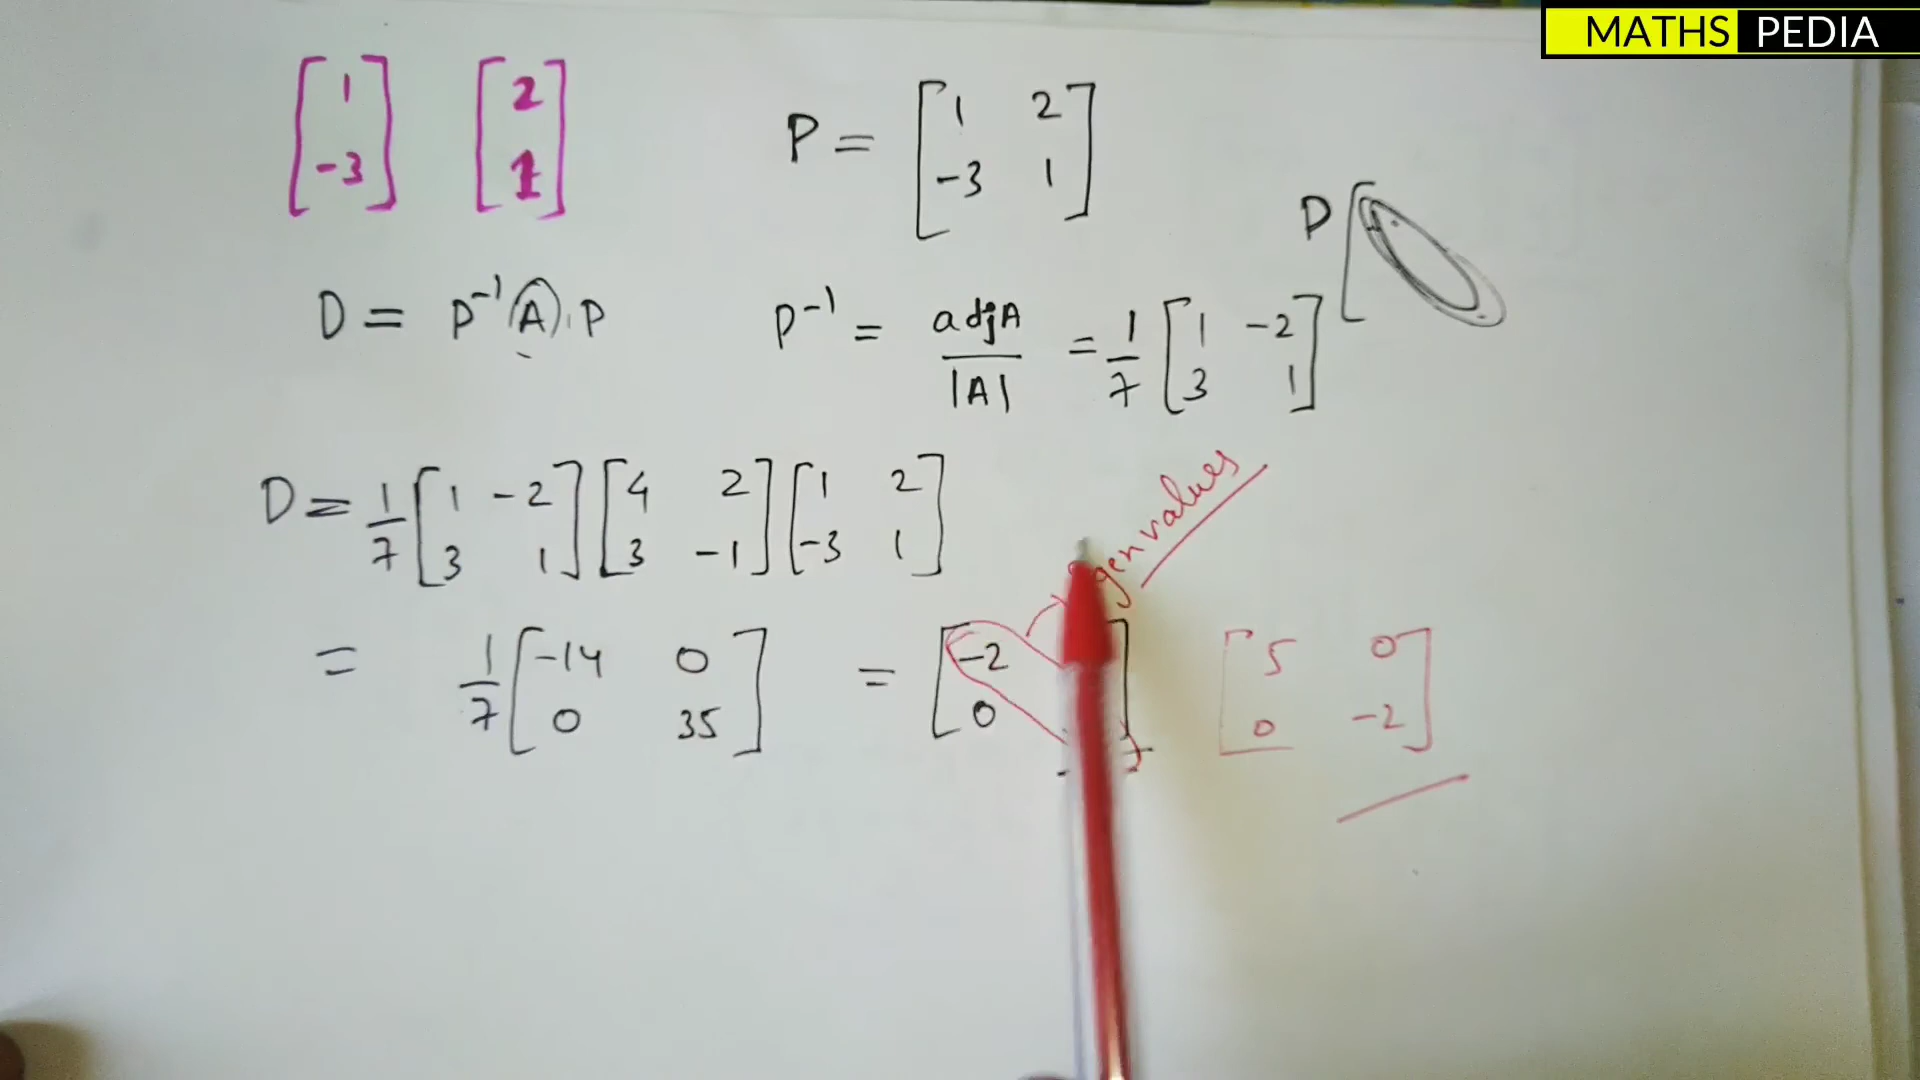 MATHS PEDIA
[1 -3] [2 1] P = [1 2 -3 1]
D [
D = P⁻¹(A).P P⁻¹ = adjA / |A| = 1/7 [1 -2 3 1]
D = 1/7 [1 -2 3 1] [4 2 3 -1] [1 2 -3 1]
genvalues
= 1/7 [-14 0 0 35] = [-2 0 ] [5 0 0 -2]